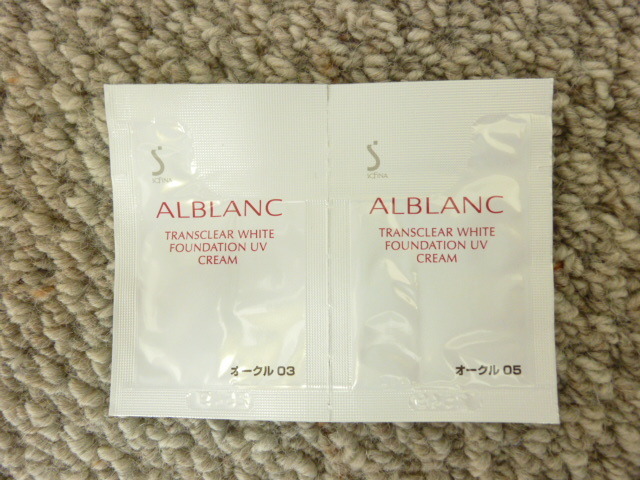 SOFINA
ALBLANC
TRANSCLEAR WHITE
FOUNDATION UV
CREAM
オークル 03
SOFINA
ALBLANC
TRANSCLEAR WHITE
FOUNDATION UV
CREAM
オークル 05